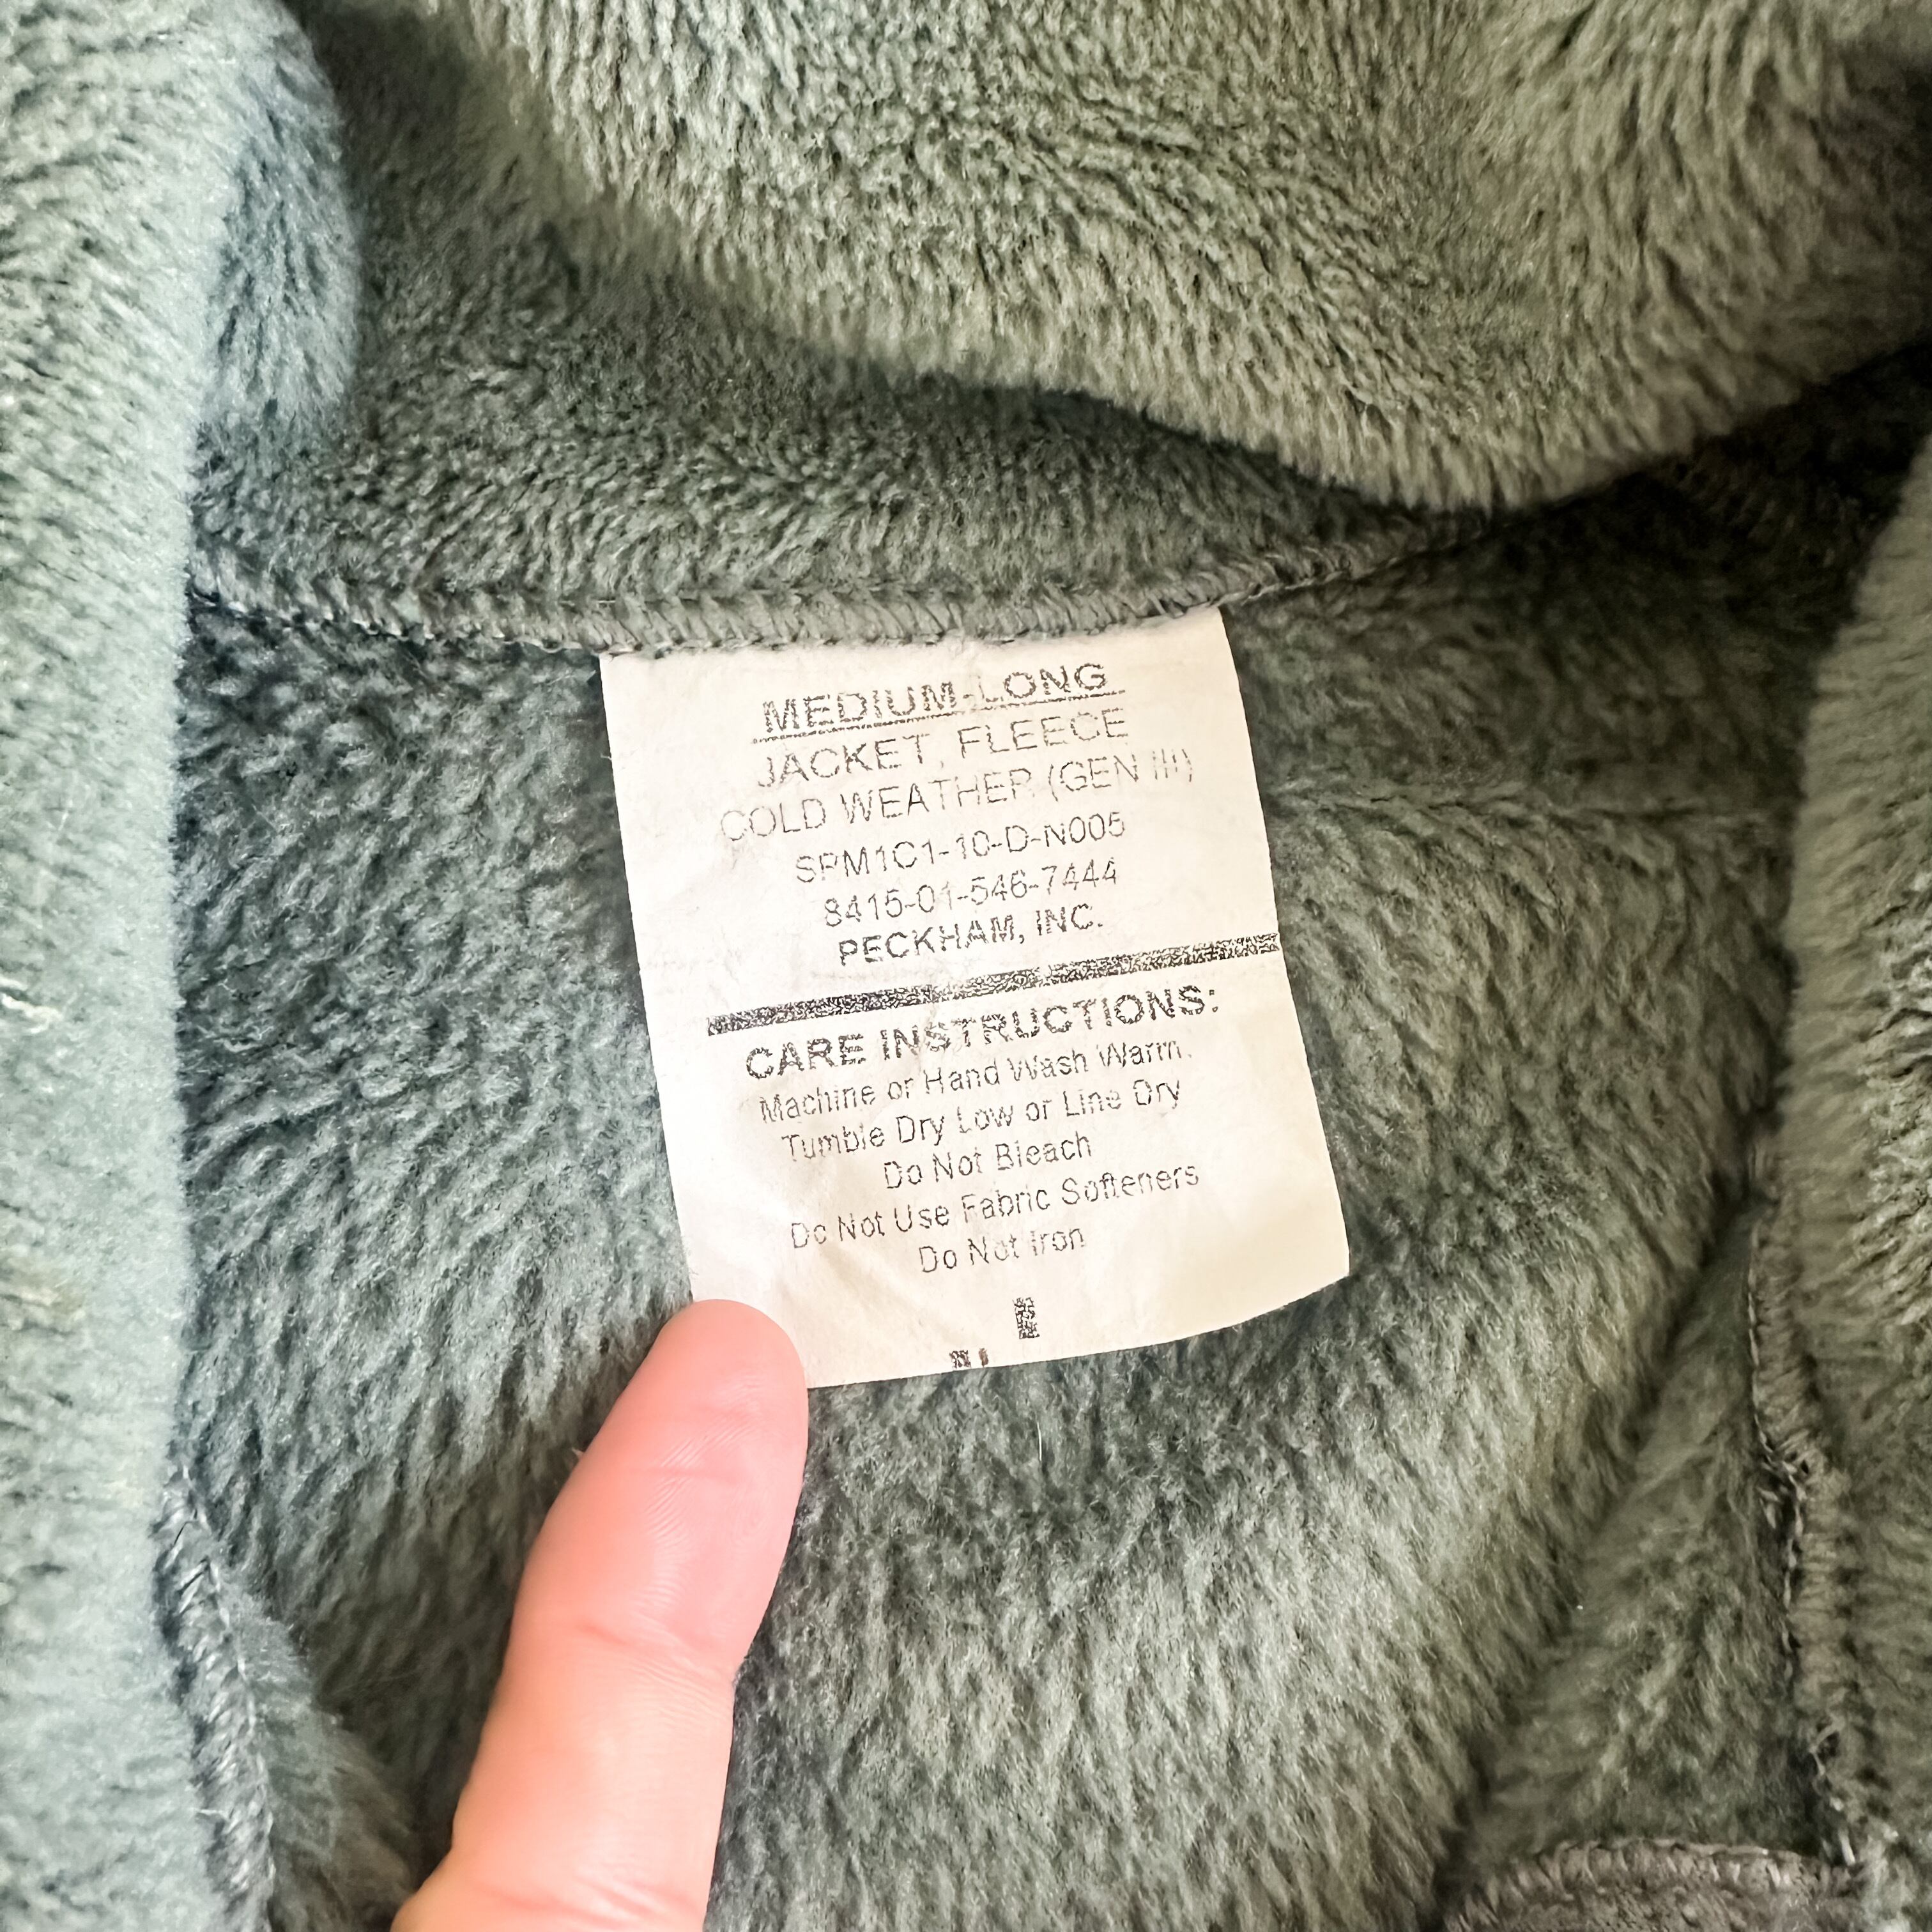 MEDIUM-LONG
JACKET, FLEECE
COLD WEATHER (GEN III)
SPM1C1-10-D-N005
8415-01-546-7444
PECKHAM, INC.
CARE INSTRUCTIONS:
Machine or Hand Wash Warm.
Tumble Dry Low or Line Dry
Do Not Bleach
Do Not Use Fabric Softeners
Do Not Iron